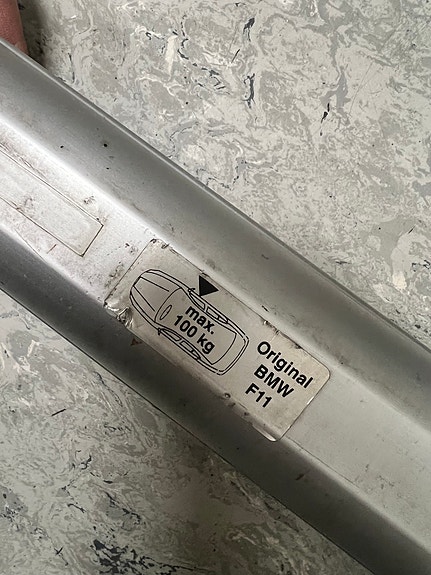 max.
100 kg
Original
BMW
F11